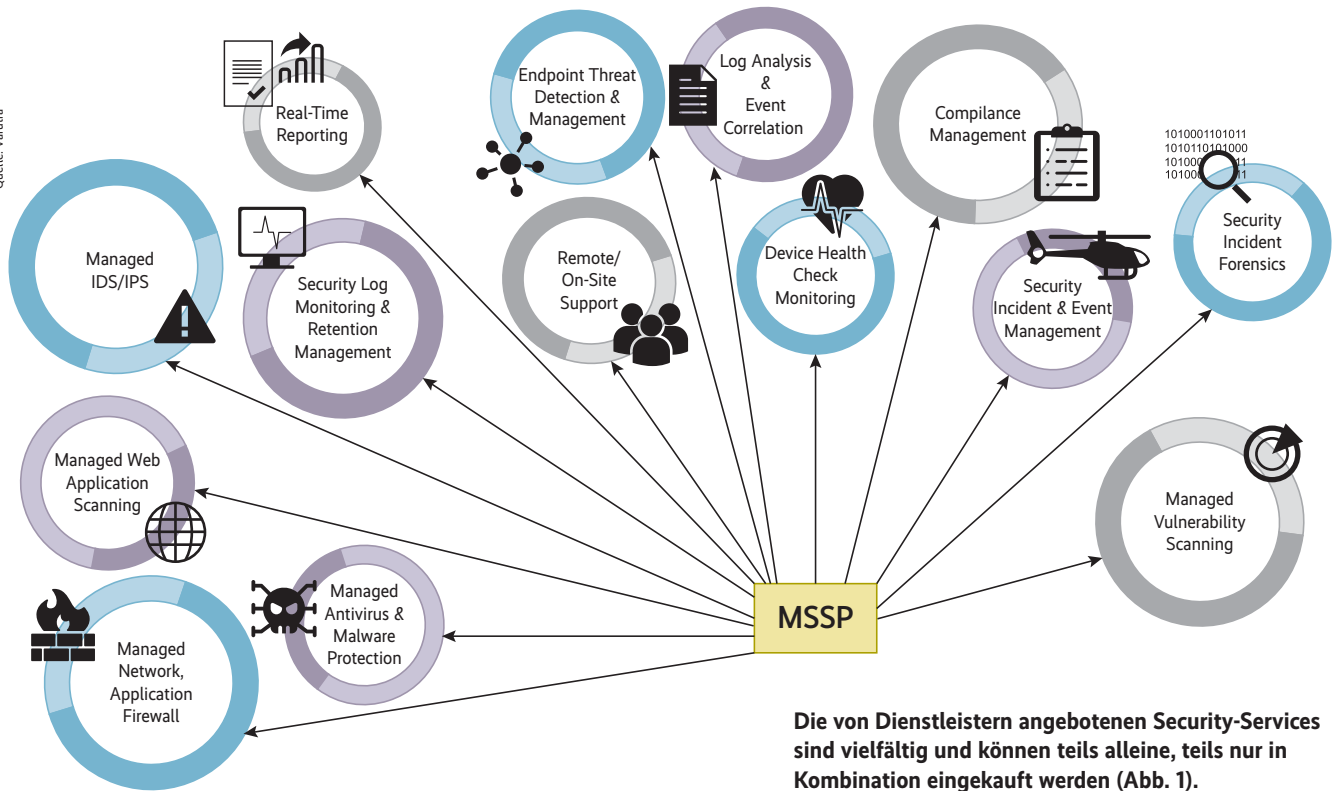 Real-Time
Reporting
Endpoint Threat
Detection &
Management
Log Analysis
&
Event
Correlation
Compilance
Management
1010001101011
1010110101000
Security
Incident
Forensics
Managed
IDS/IPS
Security Log
Monitoring &
Retention
Management
Remote/
On-Site
Support
Device Health
Check
Monitoring
Security
Incident & Event
Management
Managed Web
Application
Scanning
Managed
Vulnerability
Scanning
Managed
Antivirus &
Malware
Protection
MSSP
Managed
Network,
Application
Firewall
Die von Dienstleistern angebotenen Security-Services
sind vielfältig und können teils alleine, teils nur in
Kombination eingekauft werden (Abb. 1).